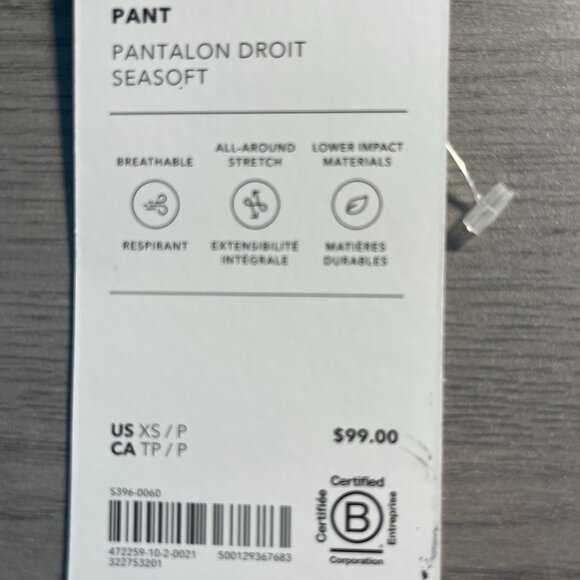 PANT
PANTALON DROIT
SEASOFT
BREATHABLE
RESPIRANT
ALL-AROUND
STRETCH
EXTENSIBILITÉ
INTÉGRALE
LOWER IMPACT
MATERIALS
MATIÈRES
DURABLES
US XS / P
CA TP / P
$99.00
S396-0060
472259-10-2-0021 500129367683
322753201
Certified
Certifiée
B
Entreprise
Corporation